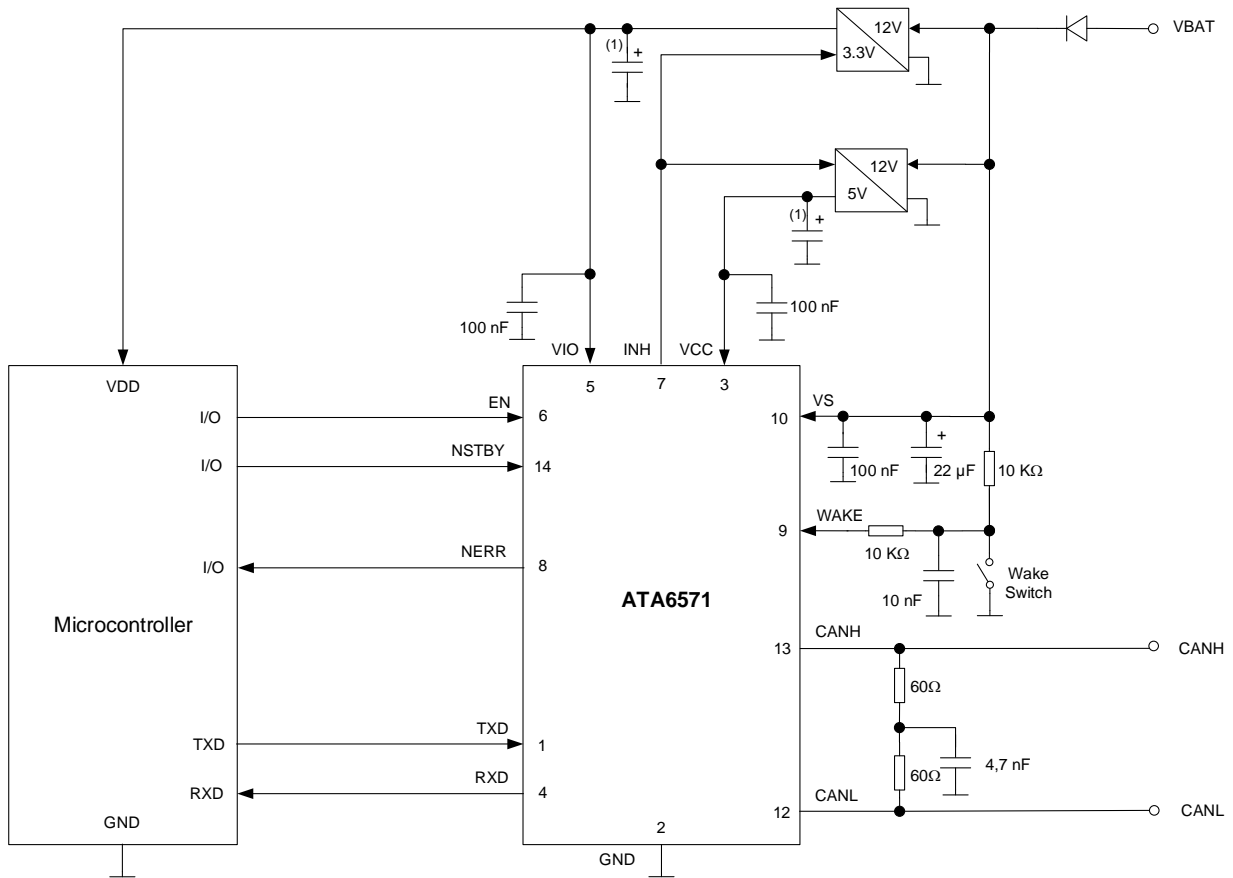 12V
VBAT
(1)
+
3.3V
12V
5V
(1)
+
100 nF
100 nF
VIO
INH
VCC
VDD
5
7
3
I/O
EN
6
VS
10
+
I/O
NSTBY
14
100 nF
22 µF
10 KΩ
WAKE
9
10 KΩ
I/O
NERR
8
Wake
Switch
10 nF
ATA6571
Microcontroller
CANH
13
CANH
60Ω
TXD
TXD
1
60Ω
4,7 nF
RXD
RXD
4
CANL
12
CANL
GND
2
GND